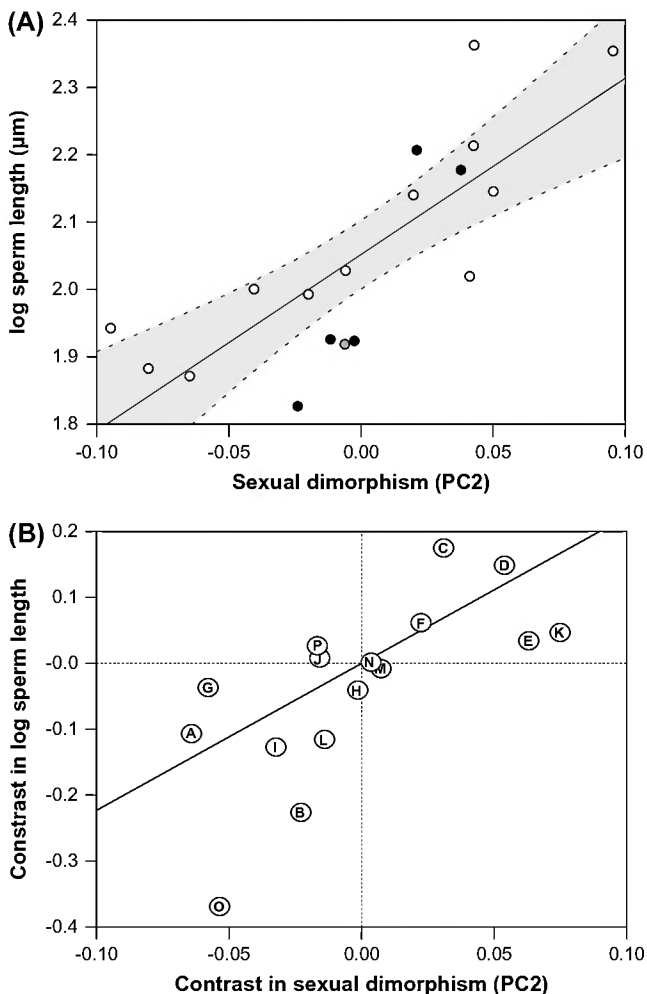 (A)
2.4
2.3
2.2
2.1
2.0
1.9
1.8
log sperm length (µm)
-0.10 -0.05 0.00 0.05 0.10
Sexual dimorphism (PC2)
(B)
0.2
0.1
-0.0
-0.1
-0.2
-0.3
-0.4
Constrast in log sperm length
C
D
F
K
E
P
J
N
M
G
H
A
I
L
B
O
-0.10 -0.05 0.00 0.05 0.10
Contrast in sexual dimorphism (PC2)